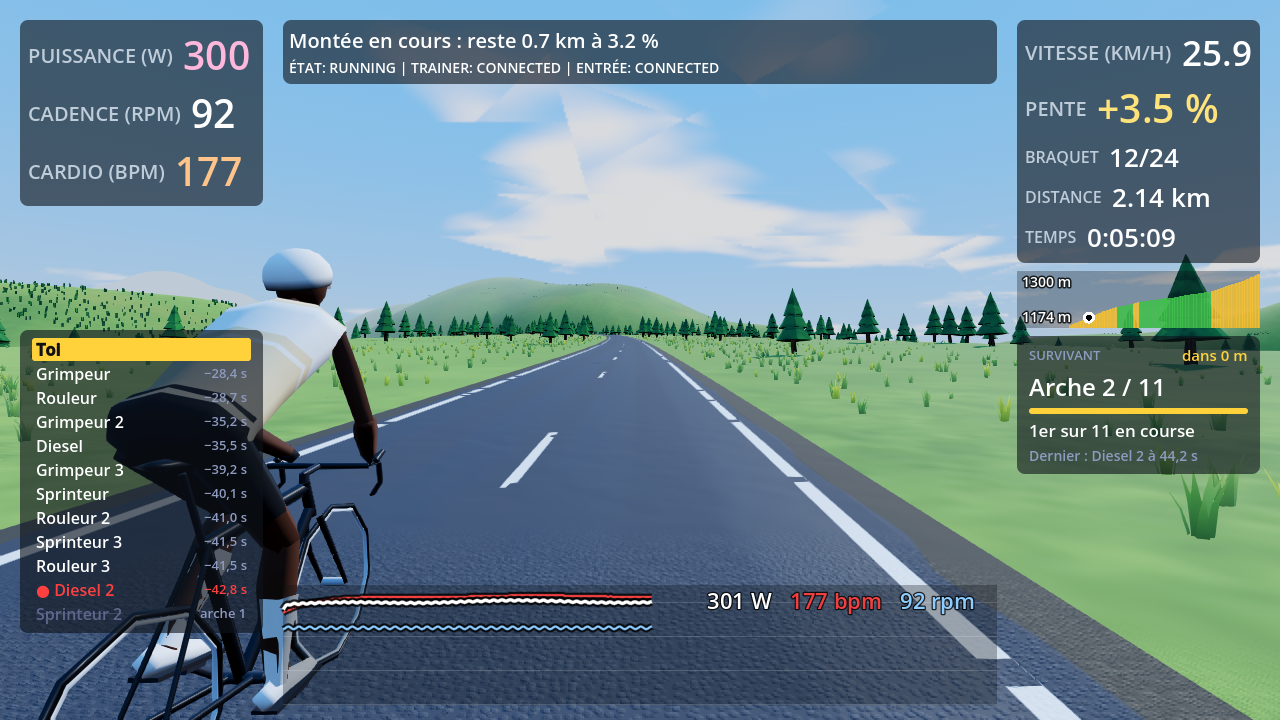 PUISSANCE (W) 300
CADENCE (RPM) 92
CARDIO (BPM) 177
Montée en cours : reste 0.7 km à 3.2 %
ÉTAT: RUNNING | TRAINER: CONNECTED | ENTRÉE: CONNECTED
VITESSE (KM/H) 25.9
PENTE +3.5 %
BRAQUET 12/24
DISTANCE 2.14 km
TEMPS 0:05:09
1300 m
1174 m
SURVIVANT dans 0 m
Arche 2 / 11
1er sur 11 en course
Dernier : Diesel 2 à 44,2 s
Toi
Grimpeur −28,4 s
Rouleur −28,7 s
Grimpeur 2 −35,2 s
Diesel −35,5 s
Grimpeur 3 −39,2 s
Sprinteur −40,1 s
Rouleur 2 −41,0 s
Sprinteur 3 −41,5 s
Rouleur 3 −41,5 s
Diesel 2 −42,8 s
Sprinteur 2 arche 1
301 W 177 bpm 92 rpm